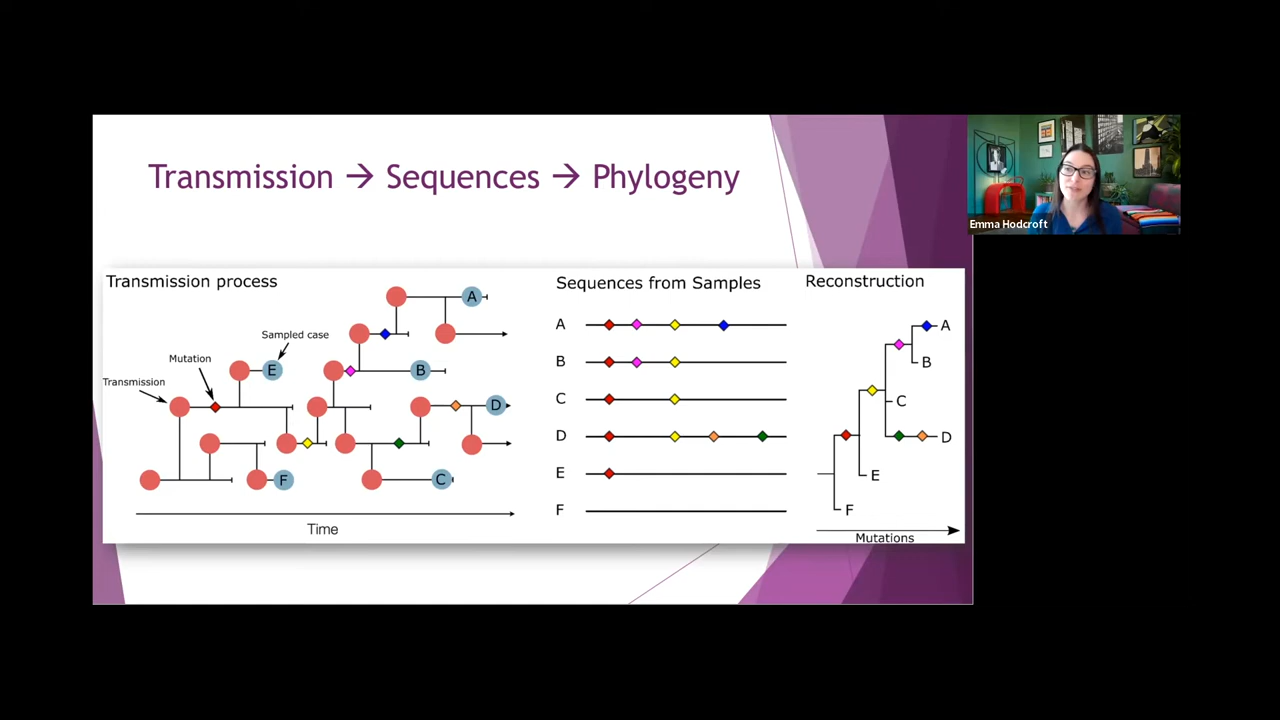 Transmission → Sequences → Phylogeny
Emma Hodcroft
Transmission process
Sampled case
Mutation
Transmission
A
E
B
D
F
C
Time
Sequences from Samples
A
B
C
D
E
F
Reconstruction
A
B
C
D
E
F
Mutations